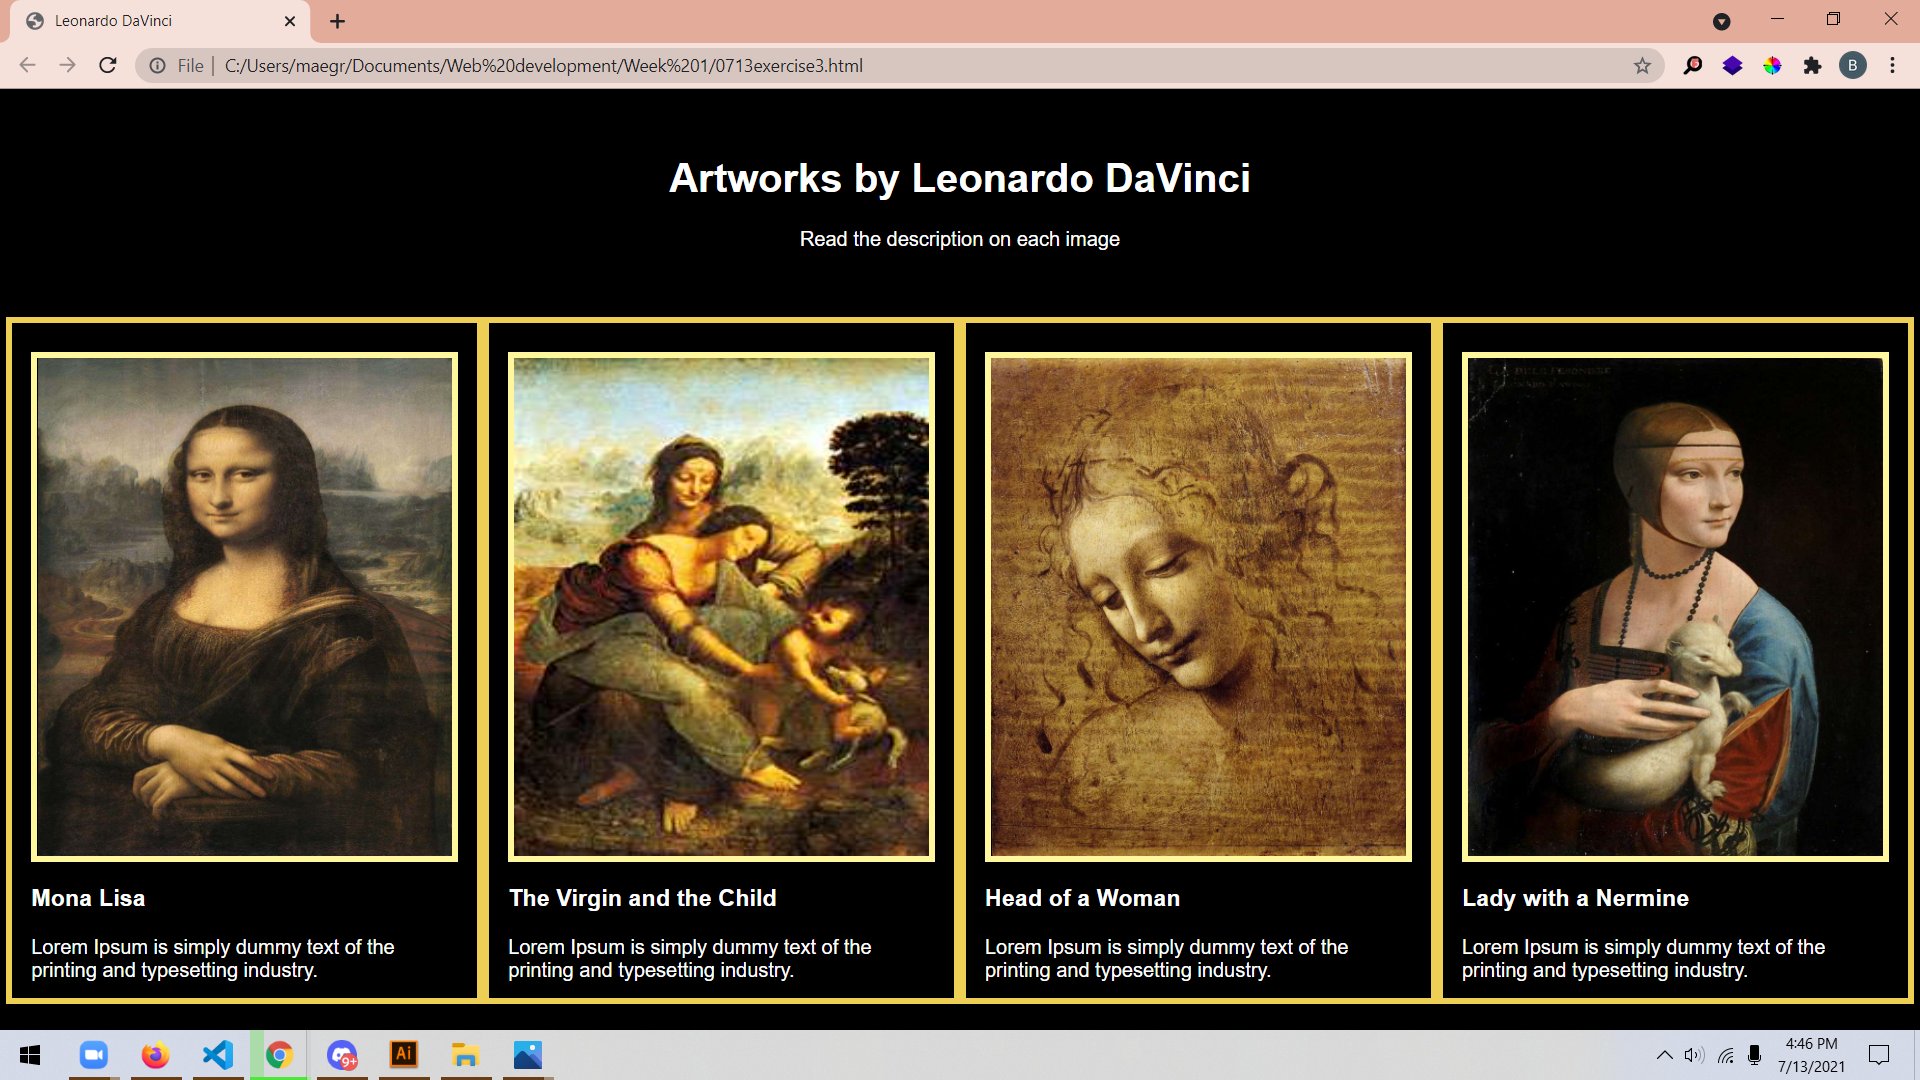 Leonardo DaVinci
File | C:/Users/maegr/Documents/Web%20development/Week%201/0713exercise3.html
B
Artworks by Leonardo DaVinci
Read the description on each image
Mona Lisa
Lorem Ipsum is simply dummy text of the
printing and typesetting industry.
The Virgin and the Child
Lorem Ipsum is simply dummy text of the
printing and typesetting industry.
Head of a Woman
Lorem Ipsum is simply dummy text of the
printing and typesetting industry.
Lady with a Nermine
Lorem Ipsum is simply dummy text of the
printing and typesetting industry.
9+
Ai
4:46 PM
7/13/2021